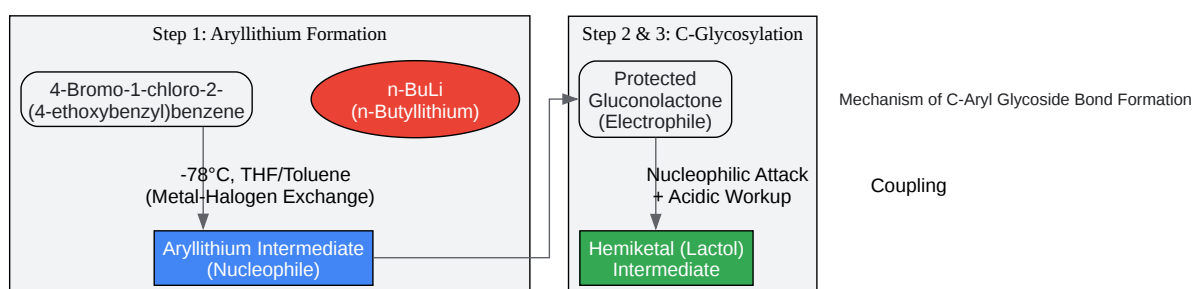 Step 1: Aryllithium Formation
4-Bromo-1-chloro-2-
(4-ethoxybenzyl)benzene
n-BuLi
(n-Butyllithium)
-78°C, THF/Toluene
(Metal-Halogen Exchange)
Aryllithium Intermediate
(Nucleophile)
Step 2 & 3: C-Glycosylation
Protected
Gluconolactone
(Electrophile)
Nucleophilic Attack
+ Acidic Workup
Hemiketal (Lactol)
Intermediate
Mechanism of C-Aryl Glycoside Bond Formation
Coupling